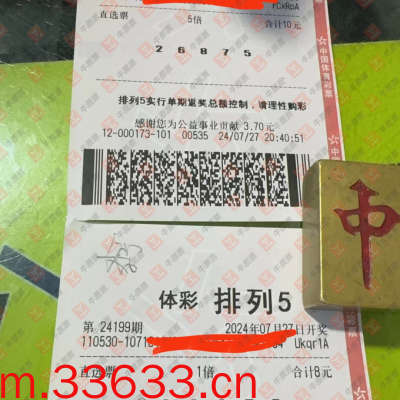 直选票 5倍 合计10元
2 6 8 7 5
排列5实行单期返奖总额控制，请理性购彩
感谢您为公益事业贡献 3.70元
12-000173-101 00535 24/07/27 20:40:51
中国体育彩票
中
体彩 排列5
第 24199期 2024年07月27日开奖
110530-1071 Ukqr1A
直选票 1倍 合计8元
m.33633.cn